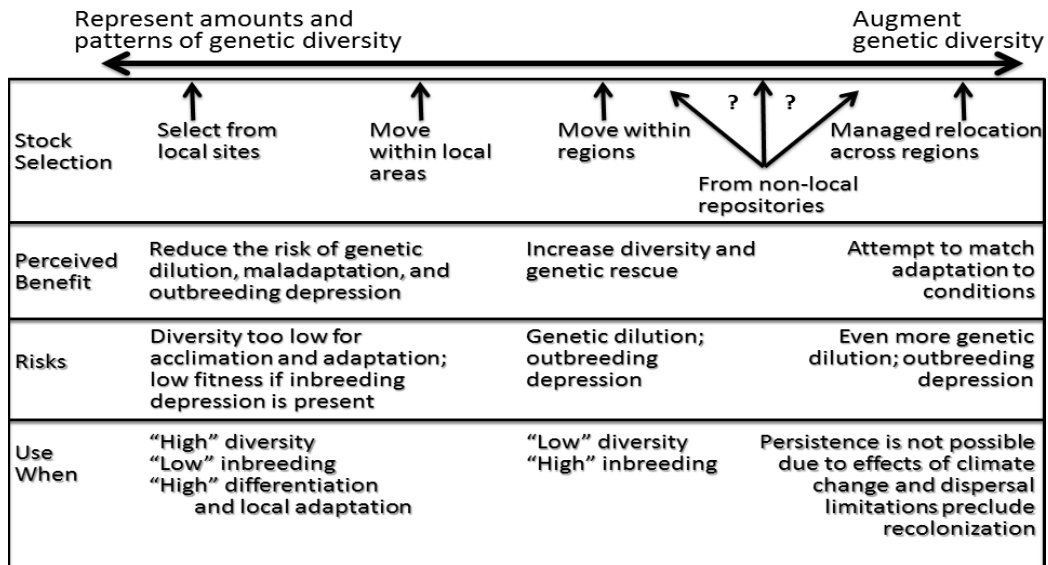 Represent amounts and
patterns of genetic diversity
Augment
genetic diversity
Stock
Selection
Select from
local sites
Move
within local
areas
Move within
regions
?
?
From non-local
repositories
Managed relocation
across regions
Perceived
Benefit
Reduce the risk of genetic
dilution, maladaptation, and
outbreeding depression
Increase diversity and
genetic rescue
Attempt to match
adaptation to
conditions
Risks
Diversity too low for
acclimation and adaptation;
low fitness if inbreeding
depression is present
Genetic dilution;
outbreeding
depression
Even more genetic
dilution; outbreeding
depression
Use
When
“High” diversity
“Low” inbreeding
“High” differentiation
and local adaptation
“Low” diversity
“High” inbreeding
Persistence is not possible
due to effects of climate
change and dispersal
limitations preclude
recolonization